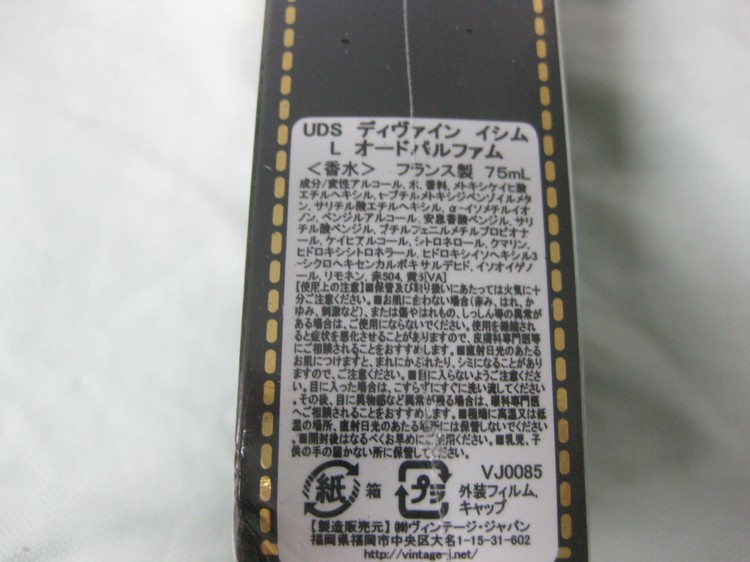 UDS ディヴァイン イシム
L オードパルファム
＜香水＞ フランス製 75mL
成分/変性アルコール, 水, 香料, メトキシケイヒ酸
エチルヘキシル, t-ブチルメトキシジベンゾイルメタ
ン, サリチル酸エチルヘキシル, α-イソメチルイオ
ノン, ベンジルアルコール, 安息香酸ベンジル, サリ
チル酸ベンジル, ブチルフェニルメチルプロピオナ
ール, ケイヒアルコール, シトロネロール, クマリン,
ヒドロキシシトロネラール, ヒドロキシイソヘキシル3
-シクロヘキセンカルボキサルデヒド, イソオイゲノ
ール, リモネン, 赤504, 黄5[VA]
【使用上の注意】■保管及び取り扱いにあたっては火気に十
分ご注意ください。■お肌に合わない場合(赤み、はれ、か
ゆみ、刺激など)、または傷やはれもの、しっしん等の異常が
ある場合は、ご使用にならないでください。使用を継続され
ると症状を悪化させることがありますので、皮膚科専門医等
にご相談されることをおすすめします。■直射日光のあたる
お肌につけますと、まれにかぶれたり、シミになることがあり
ますので、ご注意ください。■目に入らないようご注意くださ
い。目に入った場合は、こすらずにすぐに洗い流してください
。その後、目に異物感など異常が残る場合は、眼科専門医
へご相談されることをおすすめします。■極端に高温又は低
温の場所、直射日光のあたる場所には保管しないでください。
■開封後はなるべくお早めにご使用ください。■乳児、子
供の手の届かない所に保管してください。
VJ0085
紙 箱 プラ 外装フィルム,
キャップ
【製造販売元】㈱ヴィンテージ・ジャパン
福岡県福岡市中央区大名1-15-31-602
http://vintage-j.net/